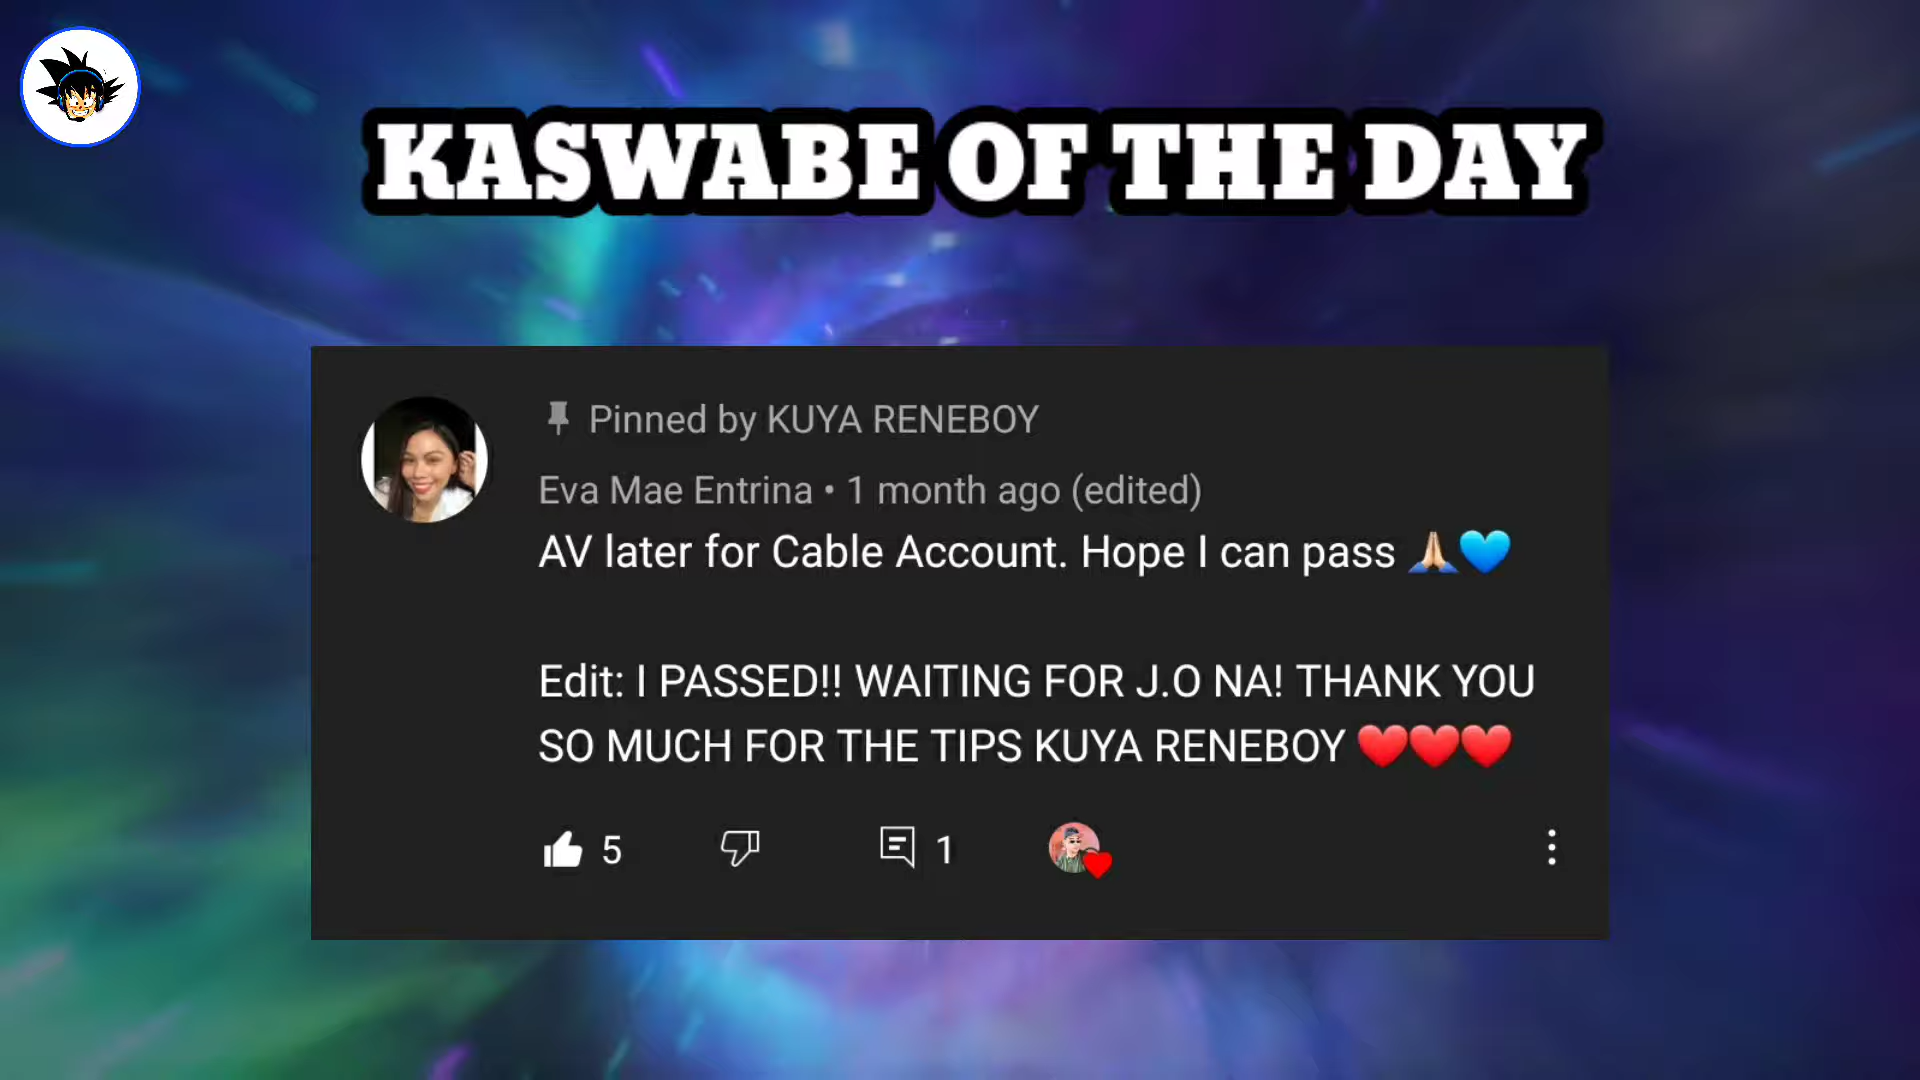 KASWABE OF THE DAY
Pinned by KUYA RENEBOY
Eva Mae Entrina • 1 month ago (edited)
AV later for Cable Account. Hope I can pass 🙏🏼💙
Edit: I PASSED!! WAITING FOR J.O NA! THANK YOU
SO MUCH FOR THE TIPS KUYA RENEBOY ❤️❤️❤️
5 1